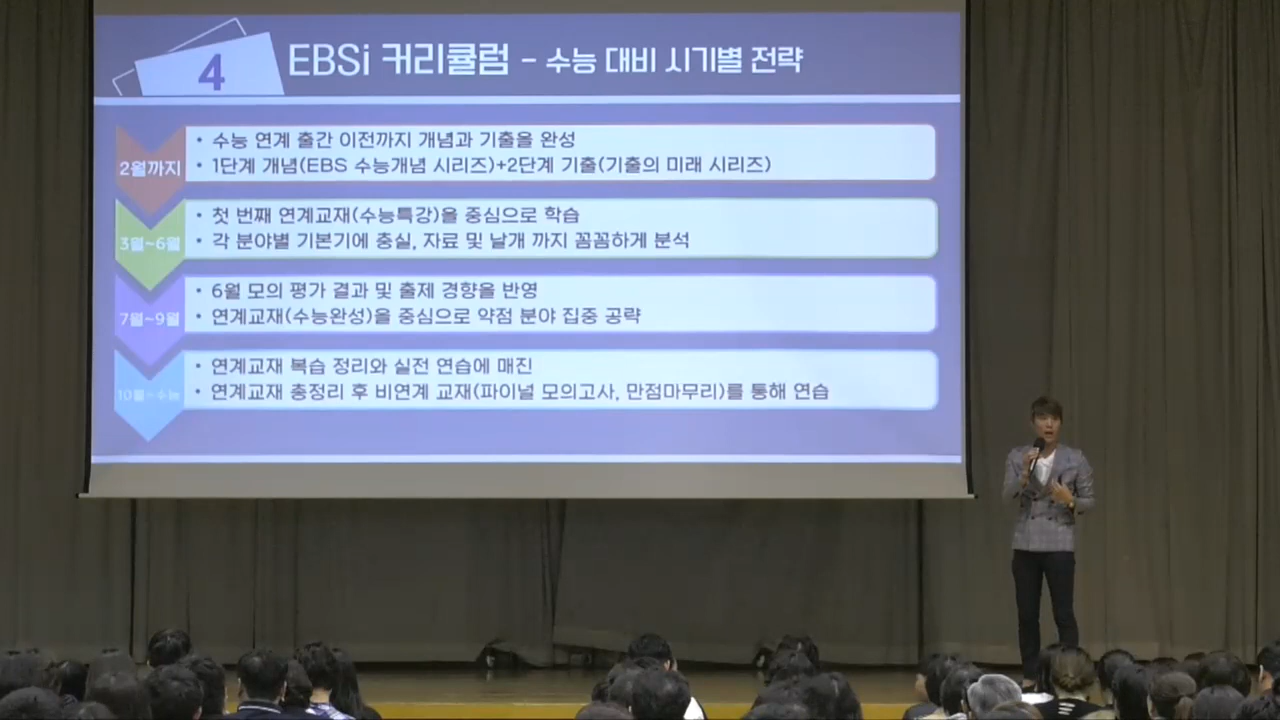 4
EBSi 커리큘럼 - 수능 대비 시기별 전략
2월까지
• 수능 연계 출간 이전까지 개념과 기출을 완성
• 1단계 개념(EBS 수능개념 시리즈)+2단계 기출(기출의 미래 시리즈)
3월~6월
• 첫 번째 연계교재(수능특강)을 중심으로 학습
• 각 분야별 기본기에 충실, 자료 및 날개 까지 꼼꼼하게 분석
7월~9월
• 6월 모의 평가 결과 및 출제 경향을 반영
• 연계교재(수능완성)을 중심으로 약점 분야 집중 공략
10월~수능
• 연계교재 복습 정리와 실전 연습에 매진
• 연계교재 총정리 후 비연계 교재(파이널 모의고사, 만점마무리)를 통해 연습